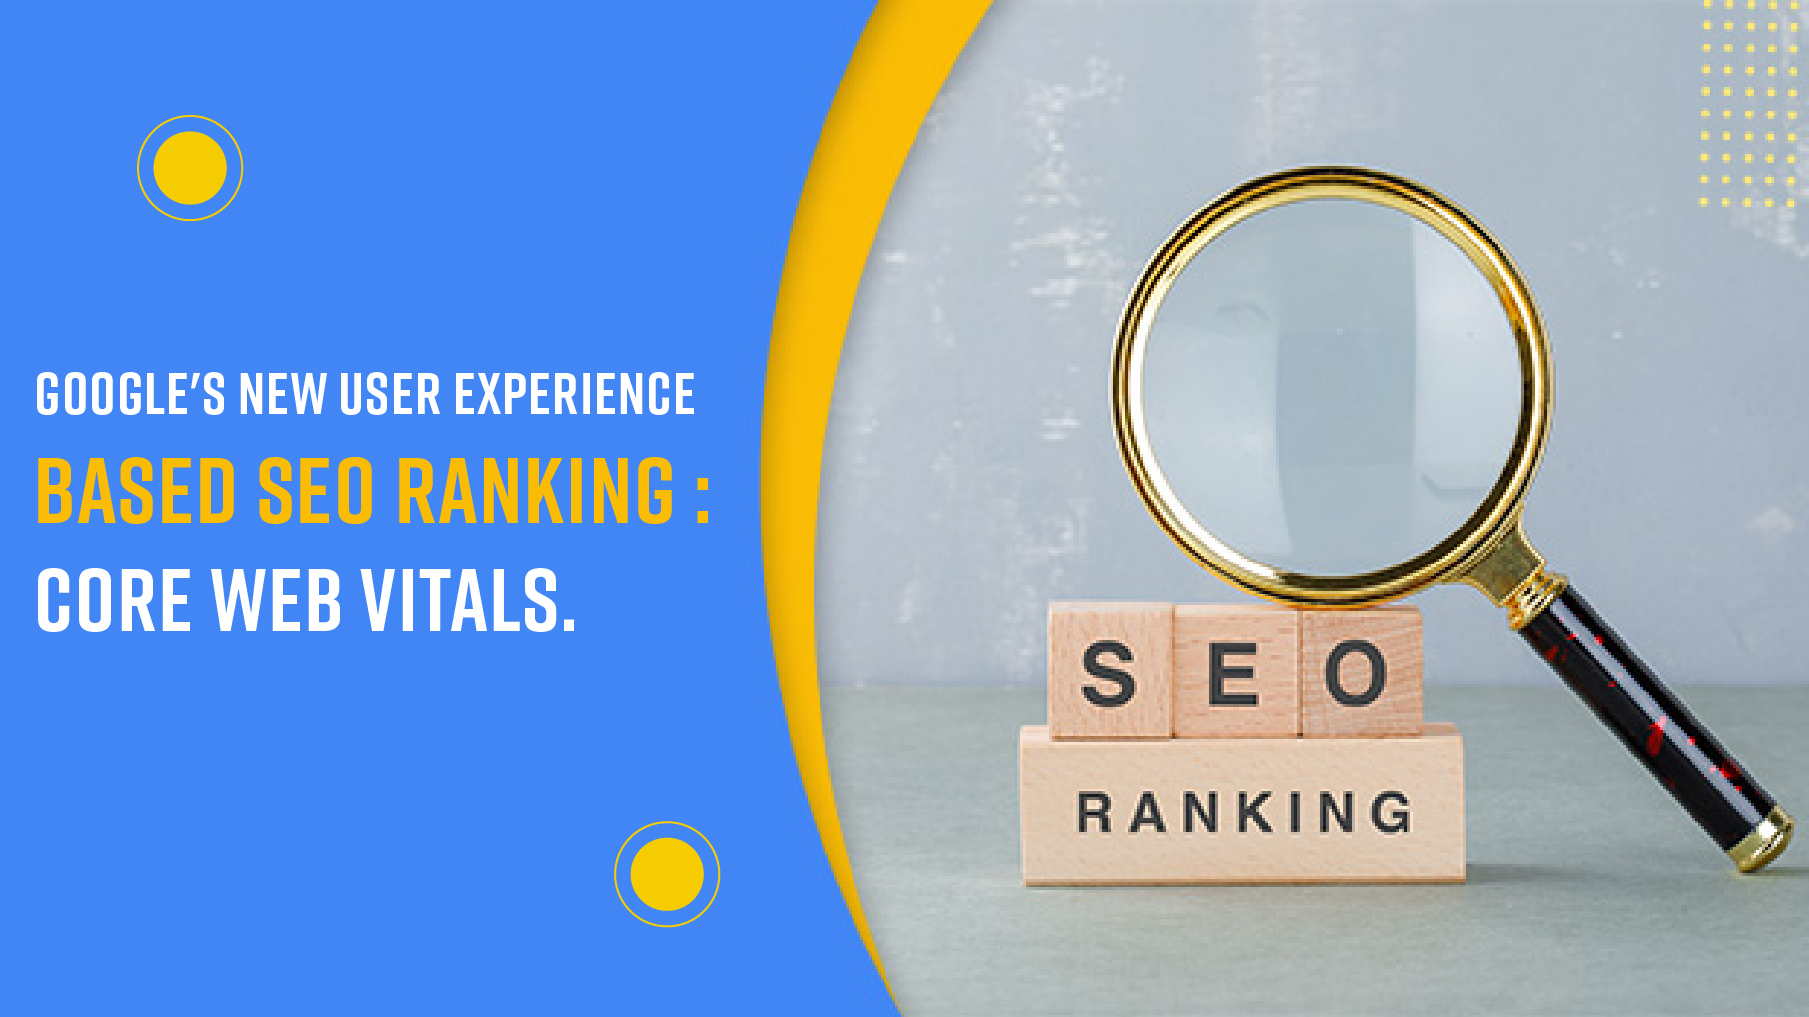 GOOGLE'S NEW USER EXPERIENCE
BASED SEO RANKING :
CORE WEB VITALS.
SEO
RANKING